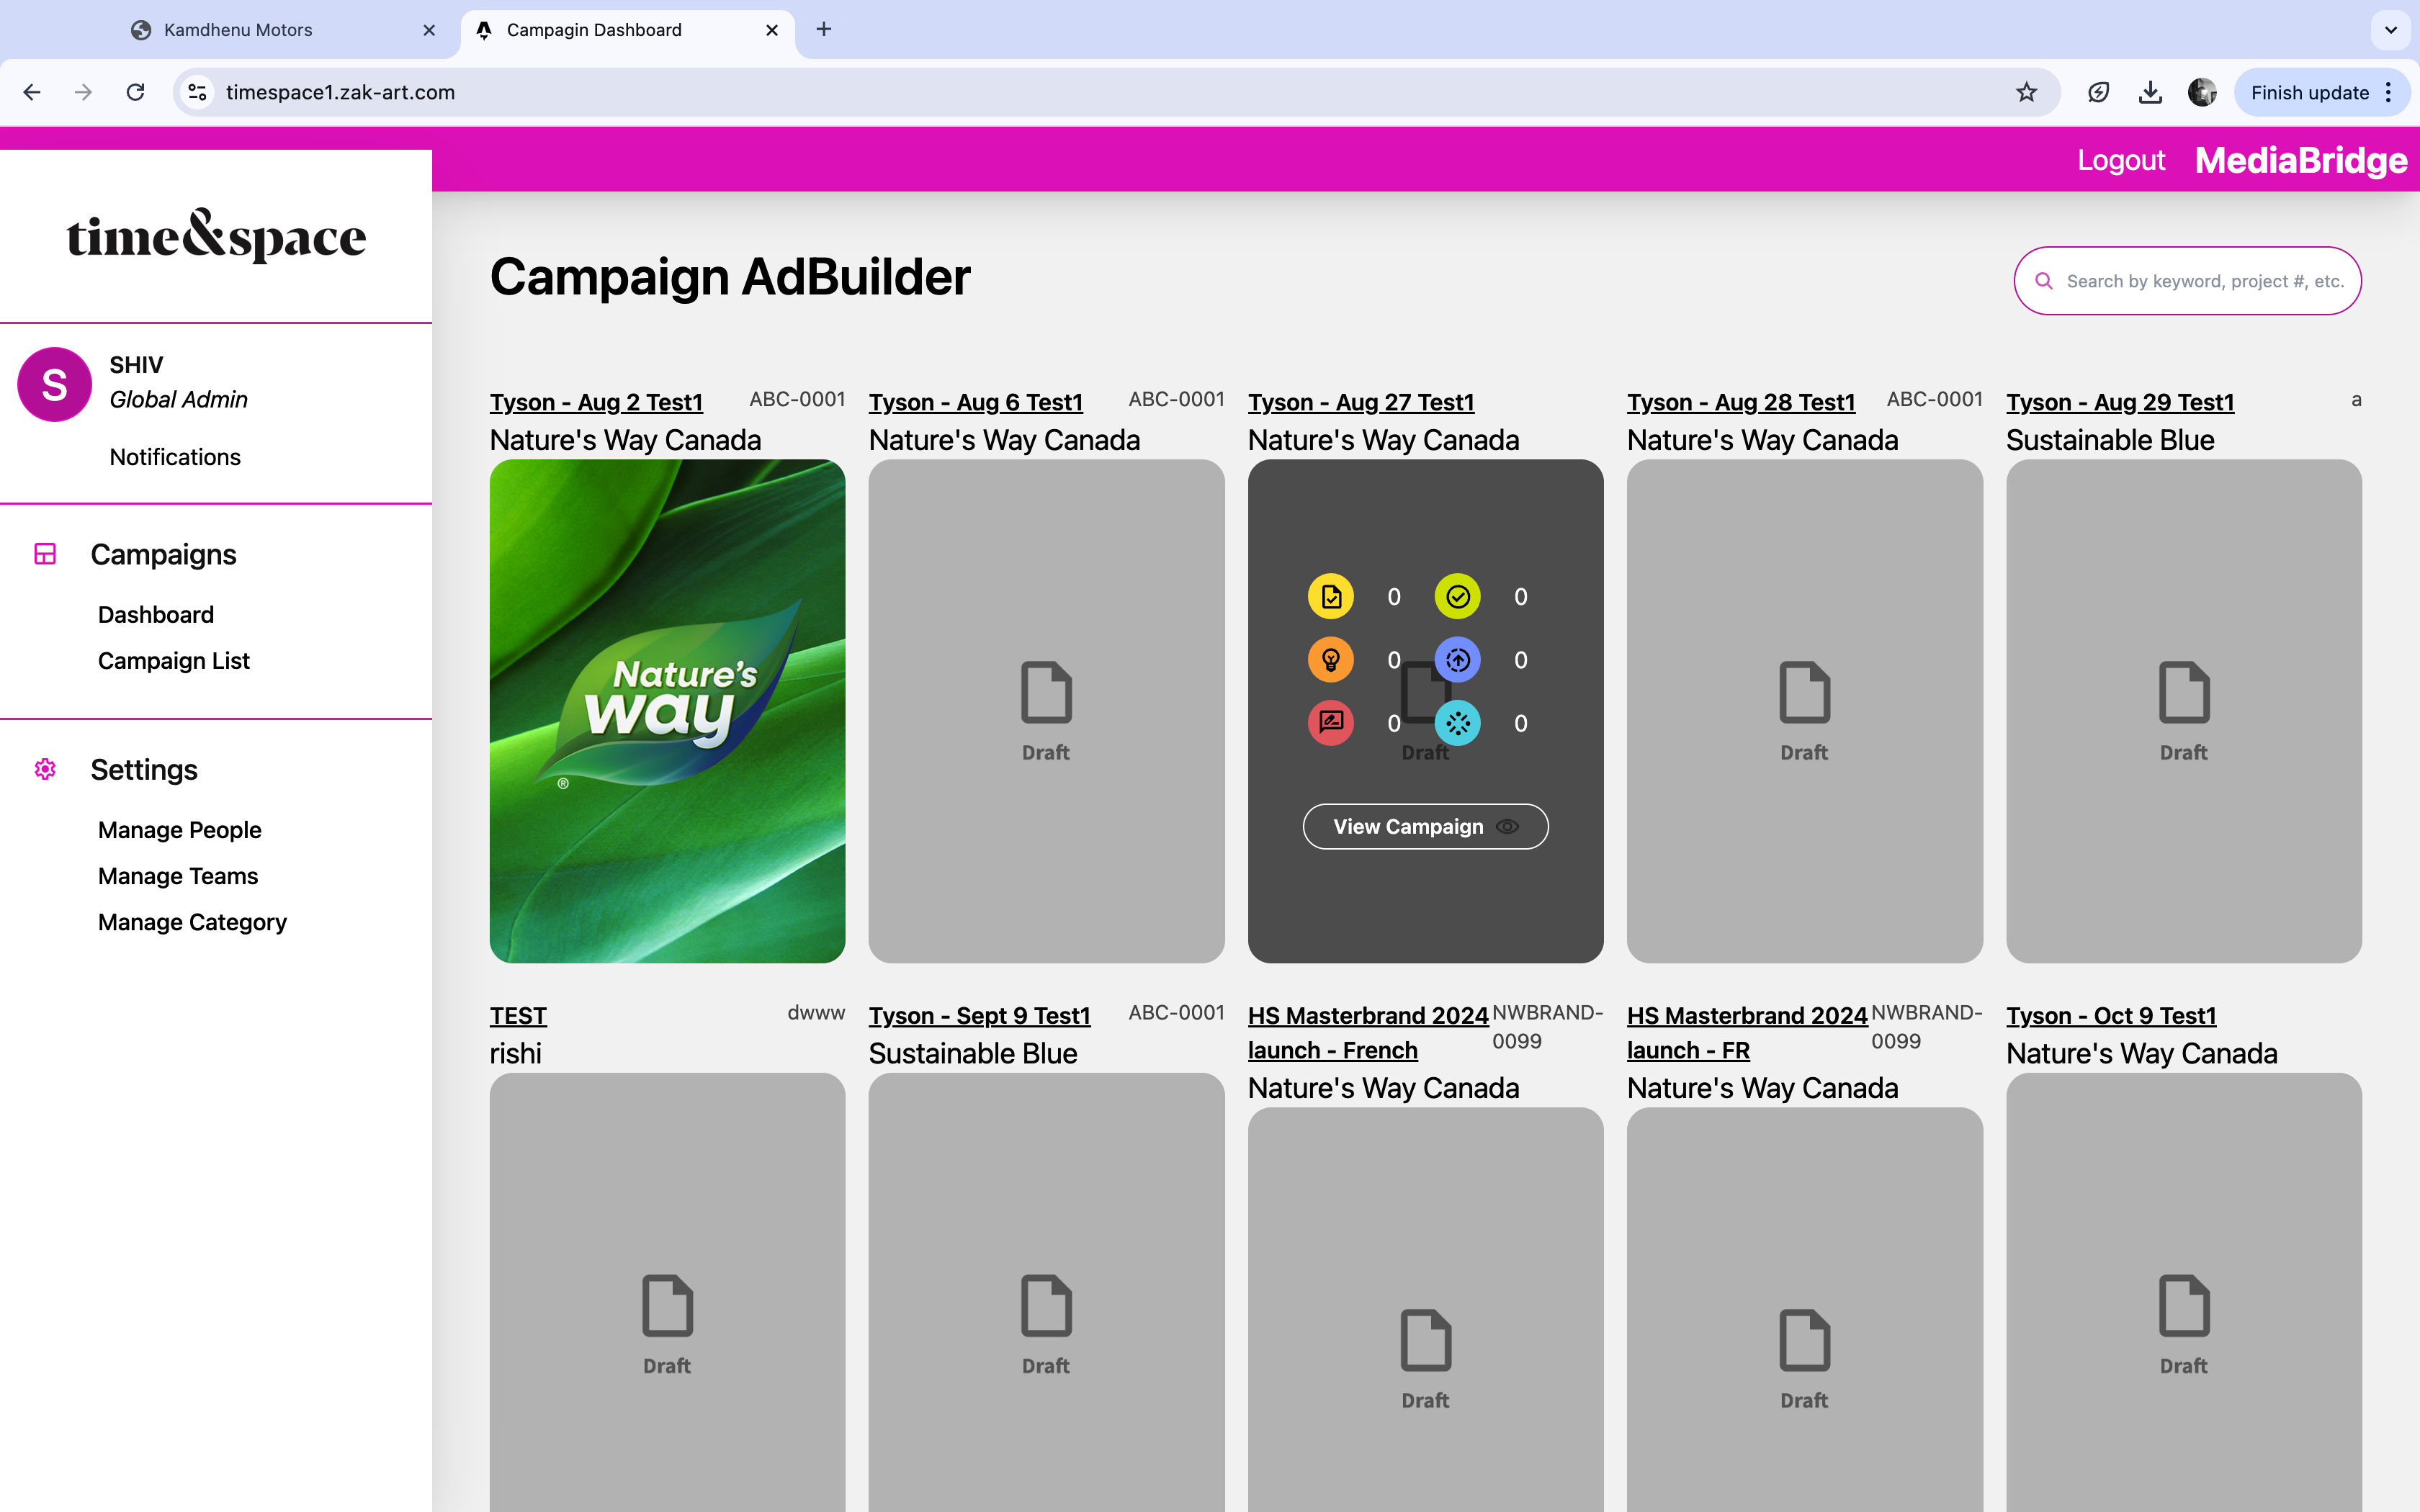 Kamdhenu Motors
Campagin Dashboard
timespace1.zak-art.com
Finish update
Logout
MediaBridge
time&space
SHIV
Global Admin
Notifications
Campaigns
Dashboard
Campaign List
Settings
Manage People
Manage Teams
Manage Category
Campaign AdBuilder
Search by keyword, project #, etc.
Tyson - Aug 2 Test1 ABC-0001
Nature's Way Canada
Nature's
way
®
Tyson - Aug 6 Test1 ABC-0001
Nature's Way Canada
Draft
Tyson - Aug 27 Test1
Nature's Way Canada
0 0
0 0
0 0
Draft
View Campaign
Tyson - Aug 28 Test1 ABC-0001
Nature's Way Canada
Draft
Tyson - Aug 29 Test1 a
Sustainable Blue
Draft
TEST dwww
rishi
Draft
Tyson - Sept 9 Test1 ABC-0001
Sustainable Blue
Draft
HS Masterbrand 2024 NWBRAND-
launch - French 0099
Nature's Way Canada
Draft
HS Masterbrand 2024 NWBRAND-
launch - FR 0099
Nature's Way Canada
Draft
Tyson - Oct 9 Test1
Nature's Way Canada
Draft
S